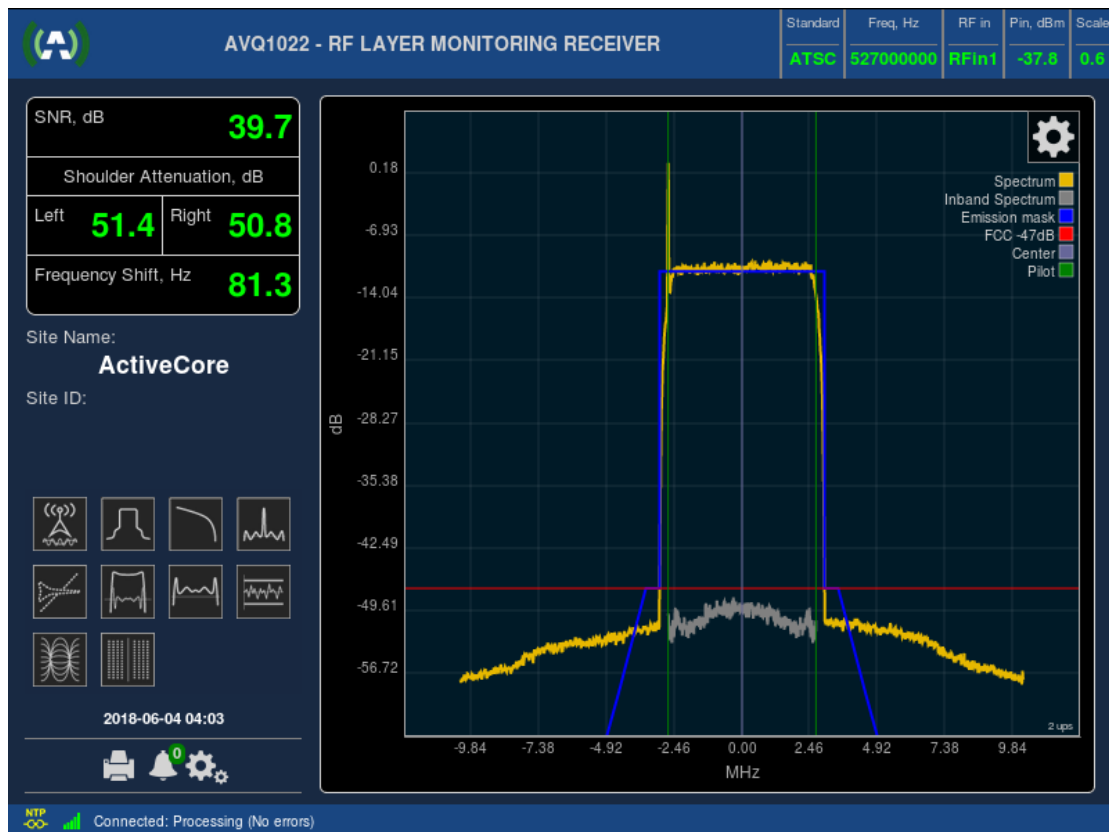 AVQ1022 - RF LAYER MONITORING RECEIVER
Standard Freq, Hz RF in Pin, dBm Scale
ATSC 527000000 RFin1 -37.8 0.6
SNR, dB 39.7
Shoulder Attenuation, dB
Left 51.4 Right 50.8
Frequency Shift, Hz 81.3
Site Name:
ActiveCore
Site ID:
2018-06-04 04:03
0
0.18
-6.93
-14.04
-21.15
-28.27
-35.38
-42.49
-49.61
-56.72
dB
Spectrum
Inband Spectrum
Emission mask
FCC -47dB
Center
Pilot
2 ups
-9.84 -7.38 -4.92 -2.46 0.00 2.46 4.92 7.38 9.84
MHz
NTP
Connected: Processing (No errors)